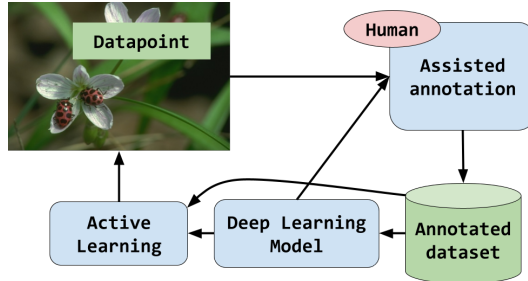 Human
Datapoint
Assisted
annotation
Active
Learning
Deep Learning
Model
Annotated
dataset